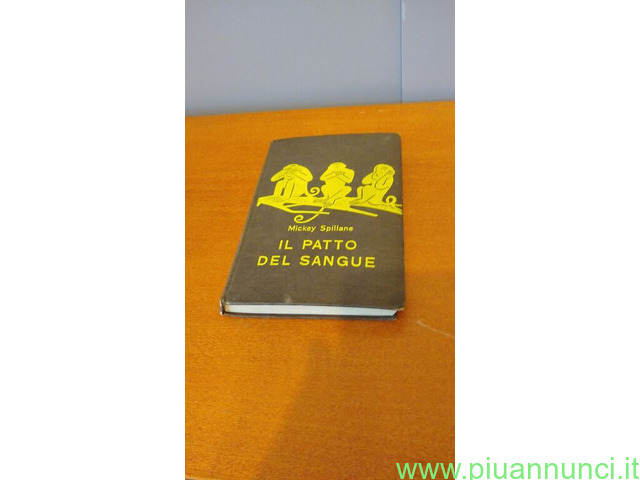 Mickey Spillane
IL PATTO
DEL SANGUE
www.piuannunci.it